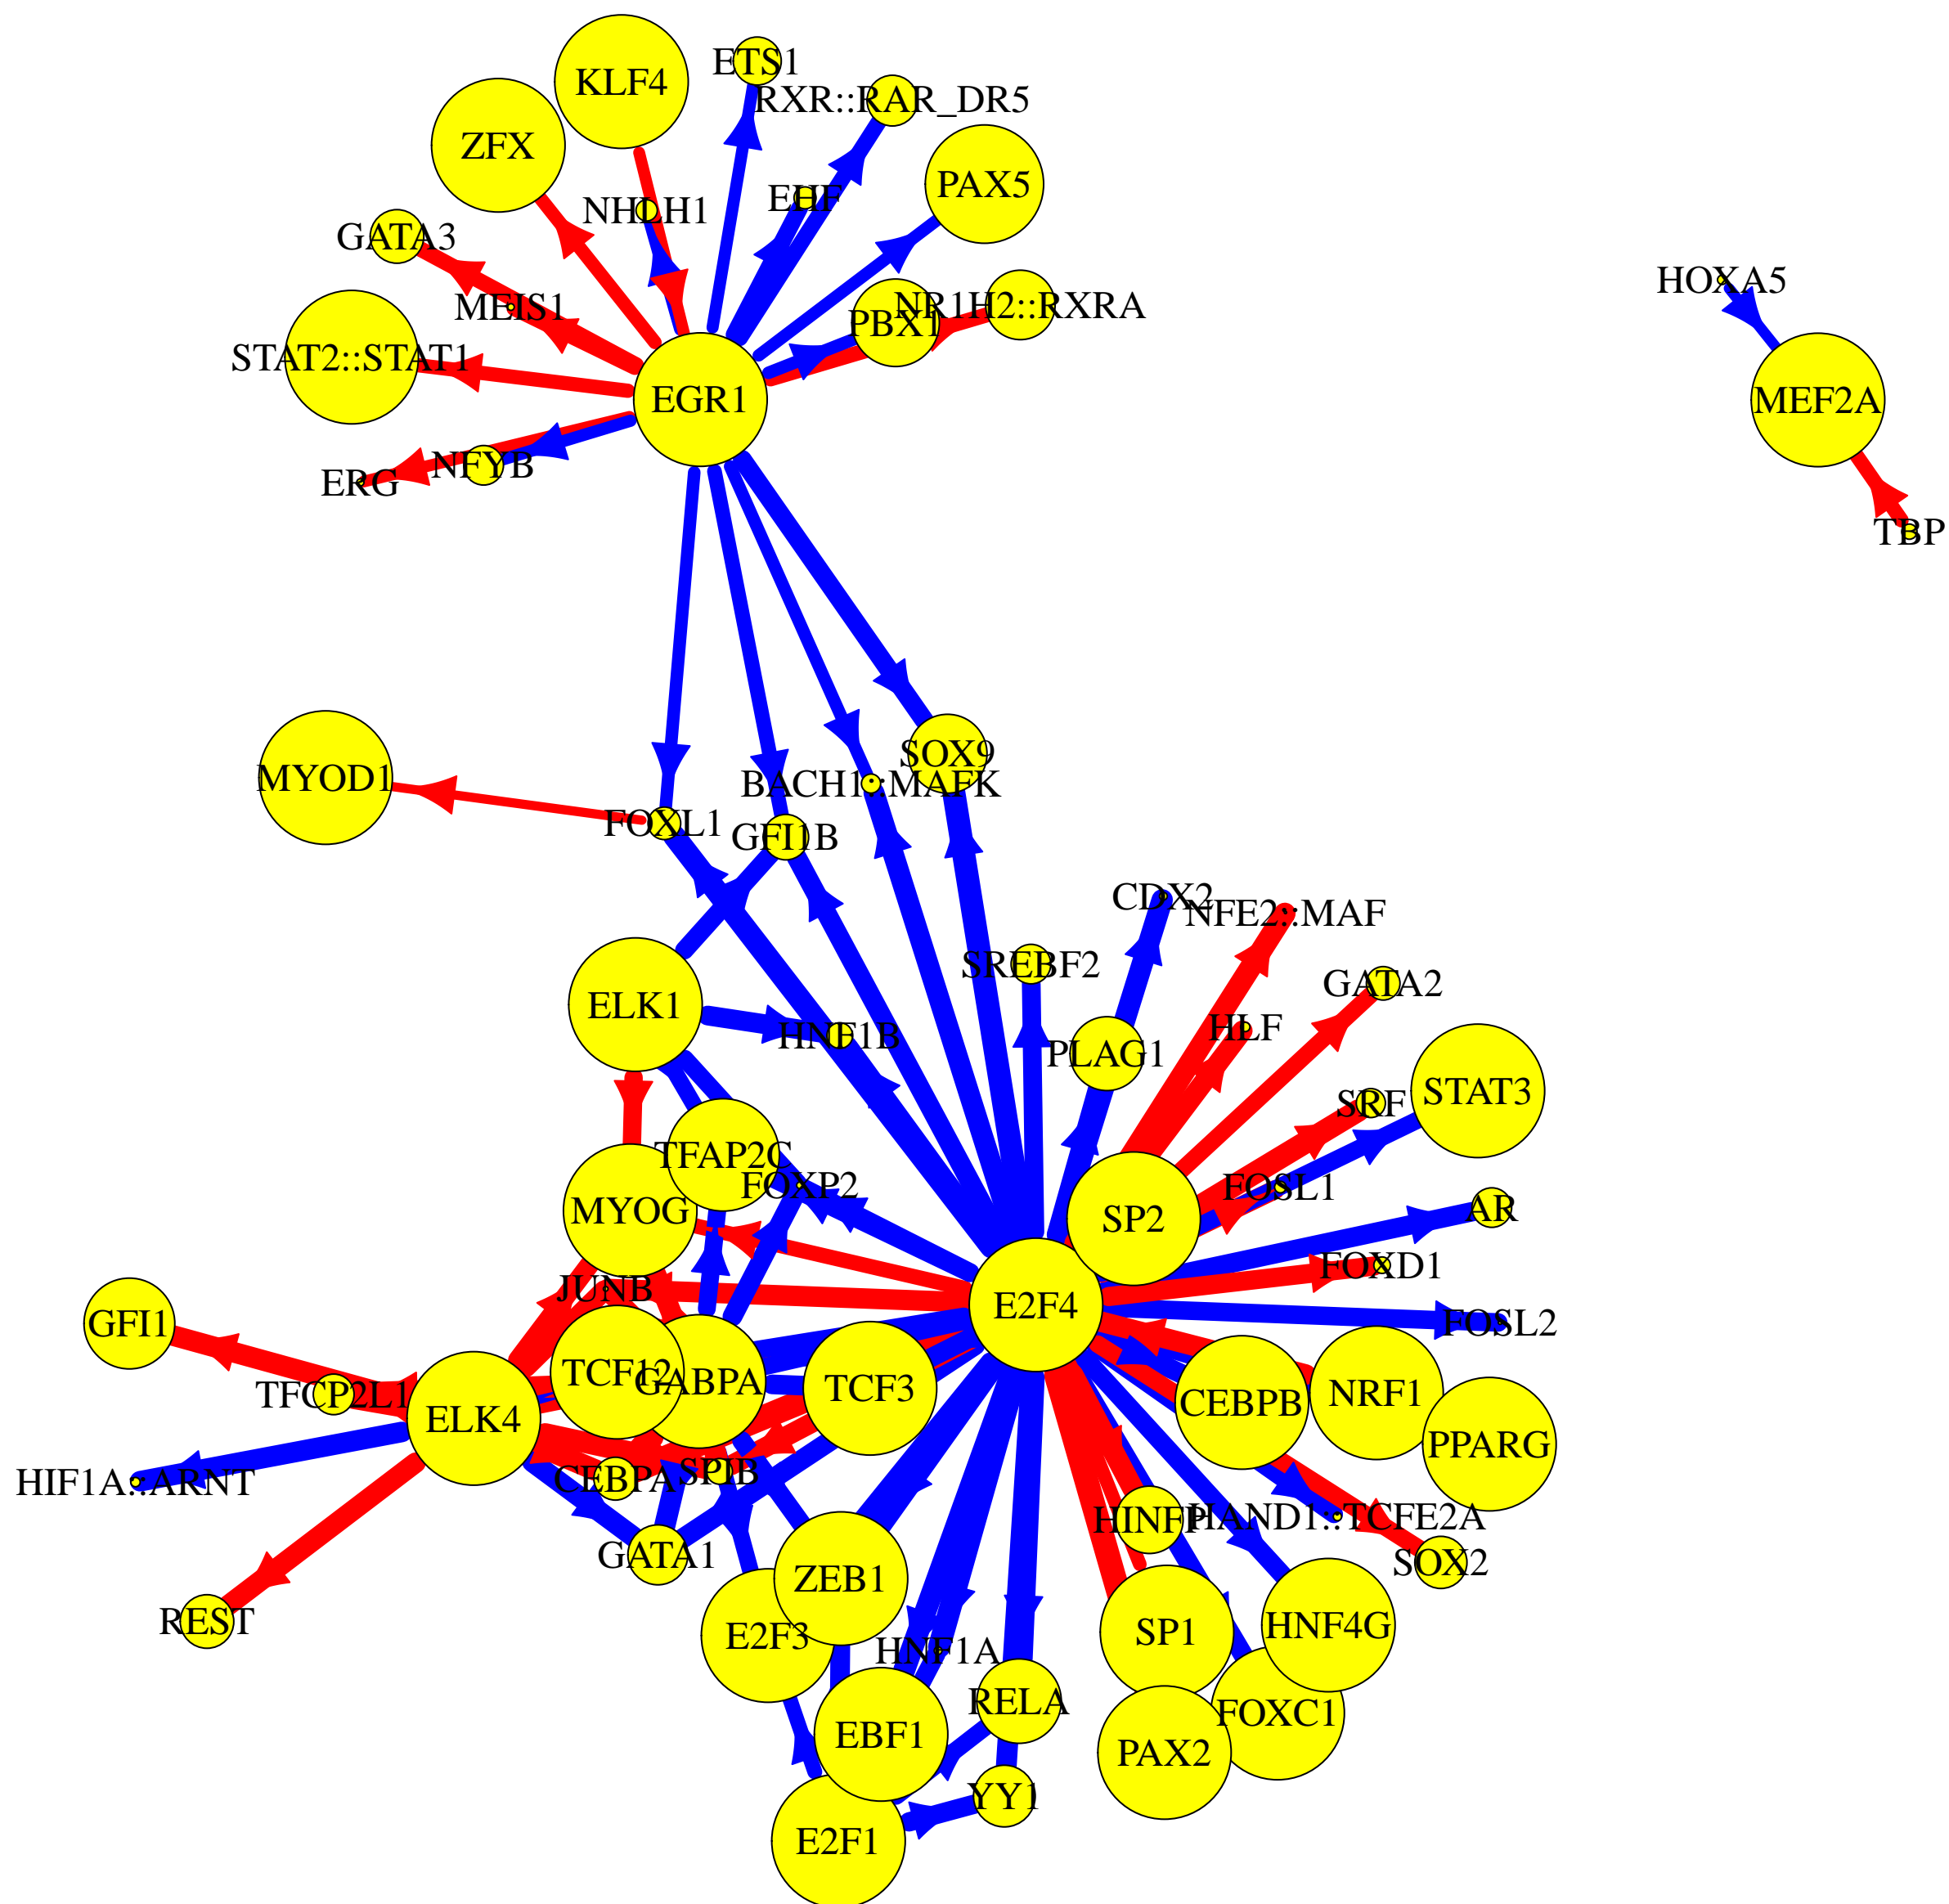 ETS1
KLF4
RXR::RAR_DR5
ZFX
PAX5
EHF
NHLH1
GATA3
HOXA5
MEIS1
NR1H2::RXRA
PBX1
STAT2::STAT1
EGR1
MEF2A
NFYB
ERG
TBP
SOX9
MYOD1
BACH1::MAFK
FOXL1
GFI1B
CDX2
NFE2::MAF
SREBF2
GATA2
ELK1
HLF
HNF1B
PLAG1
STAT3
SRF
TFAP2C
FOXP2
FOSL1
MYOG
AR
SP2
FOXD1
JUNB
E2F4
GFI1
FOSL2
TCF12
GABPA
TCF3
NRF1
TFCP2L1
CEBPB
ELK4
PPARG
SPIB
CEBPA
HIF1A::ARNT
HINFP
HAND1::TCFE2A
GATA1
SOX2
ZEB1
REST
HNF4G
SP1
E2F3
HNF1A
RELA
FOXC1
EBF1
PAX2
YY1
E2F1